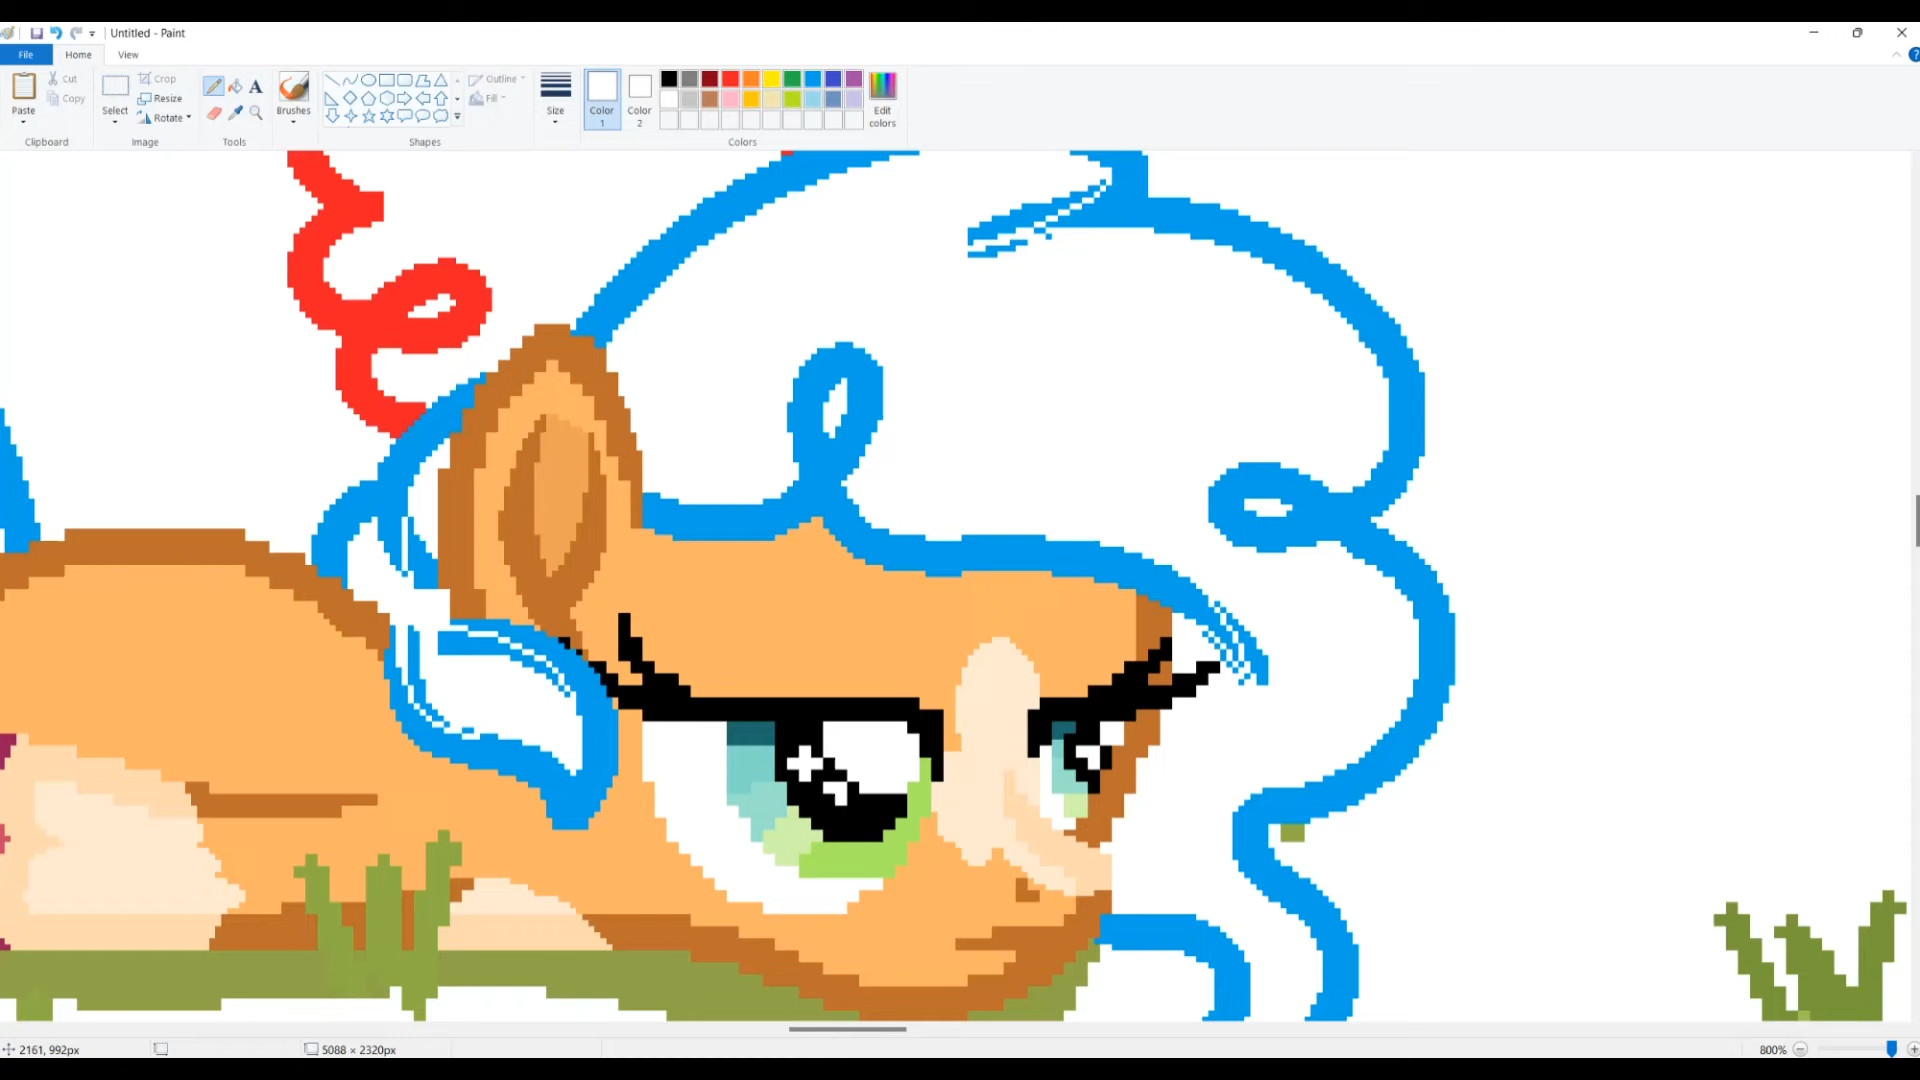 Untitled - Paint
File Home View
Paste
Cut
Copy
Clipboard
Select
Crop
Resize
Rotate
Image
A
Tools
Brushes
Shapes
Outline
Fill
Size
Color
1
Color
2
Colors
Edit
colors
?
2161, 992px
5088 × 2320px
800%